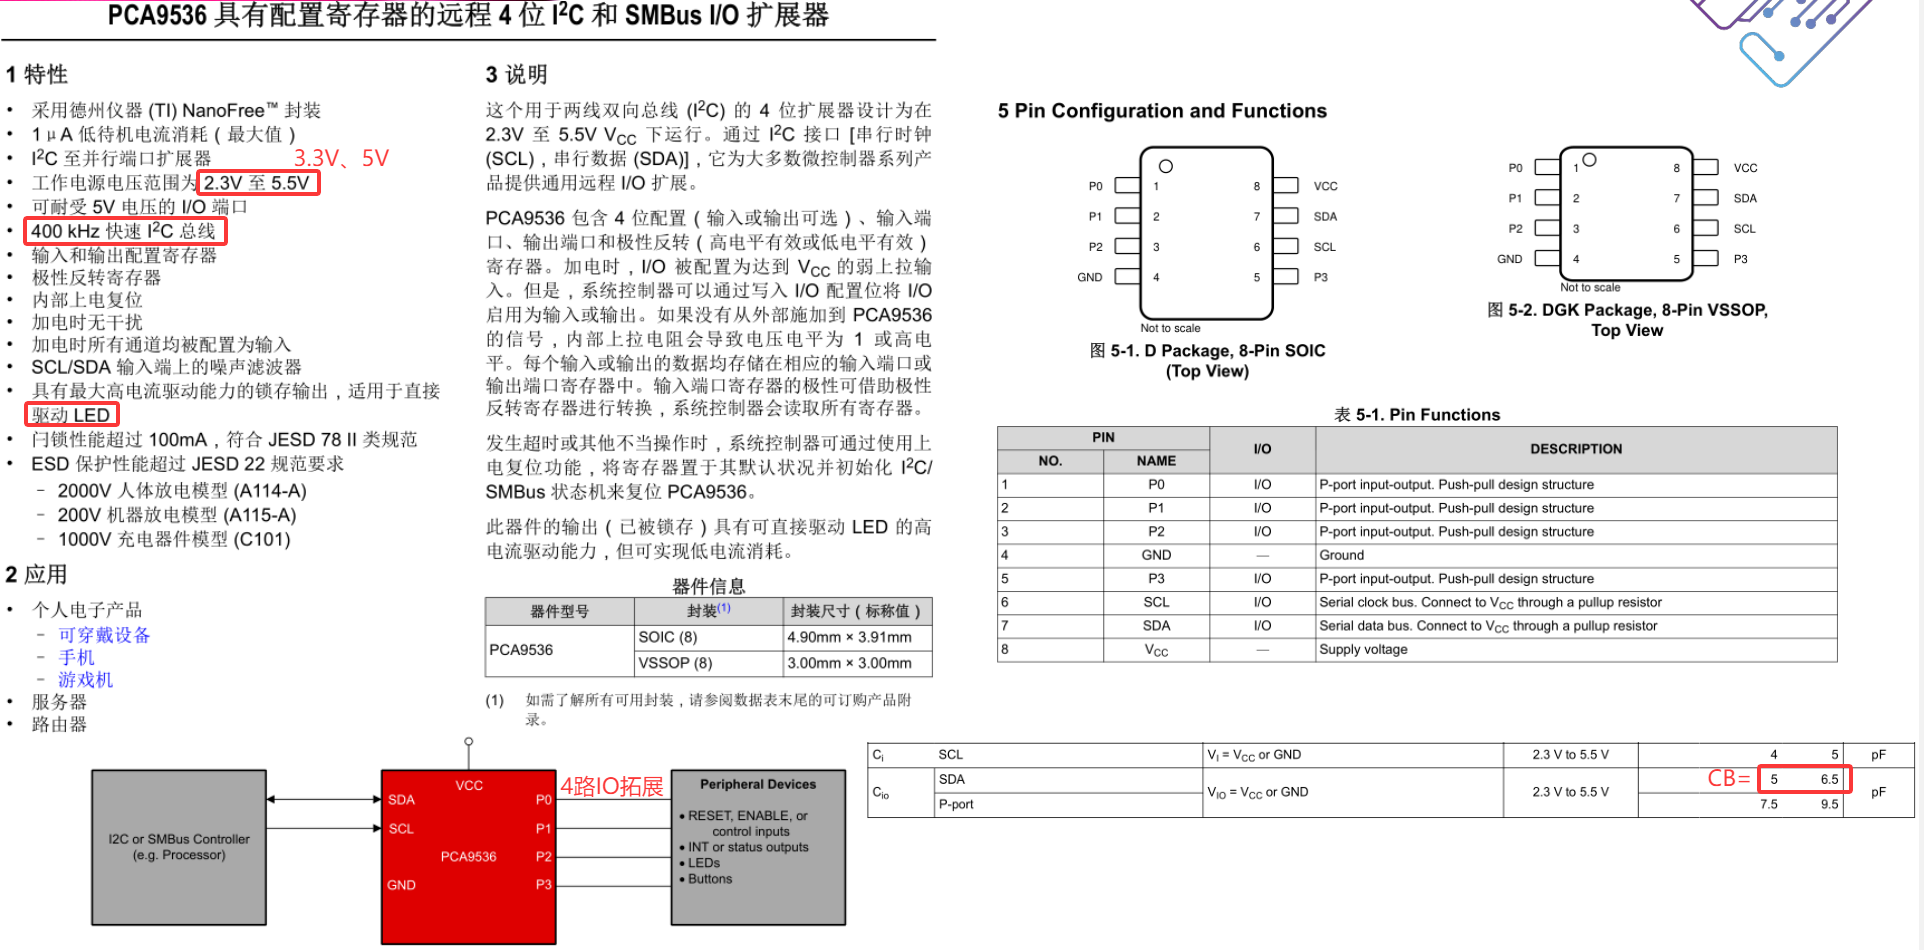 PCA9536 具有配置寄存器的远程 4 位 I²C 和 SMBus I/O 扩展器
1 特性
• 采用德州仪器 (TI) NanoFree™ 封装
• 1 μ A 低待机电流消耗（最大值）
• I²C 至并行端口扩展器
3.3V、5V
• 工作电源电压范围为 2.3V 至 5.5V
• 可耐受 5V 电压的 I/O 端口
• 400 kHz 快速 I²C 总线
• 输入和输出配置寄存器
• 极性反转寄存器
• 内部上电复位
• 加电时无干扰
• 加电时所有通道均被配置为输入
• SCL/SDA 输入端上的噪声滤波器
• 具有最大高电流驱动能力的锁存输出，适用于直接
驱动 LED
• 闩锁性能超过 100mA，符合 JESD 78 II 类规范
• ESD 保护性能超过 JESD 22 规范要求
– 2000V 人体放电模型 (A114-A)
– 200V 机器放电模型 (A115-A)
– 1000V 充电器件模型 (C101)
2 应用
• 个人电子产品
– 可穿戴设备
– 手机
– 游戏机
• 服务器
• 路由器
3 说明
这个用于两线双向总线 (I²C) 的 4 位扩展器设计为在
2.3V 至 5.5V VCC 下运行。通过 I²C 接口 [串行时钟
(SCL)，串行数据 (SDA)]，它为大多数微控制器系列产
品提供通用远程 I/O 扩展。
PCA9536 包含 4 位配置（输入或输出可选）、输入端
口、输出端口和极性反转（高电平有效或低电平有效）
寄存器。加电时，I/O 被配置为达到 VCC 的弱上拉输
入。但是，系统控制器可以通过写入 I/O 配置位将 I/O
启用为输入或输出。如果没有从外部施加到 PCA9536
的信号，内部上拉电阻会导致电压电平为 1 或高电
平。每个输入或输出的数据均存储在相应的输入端口或
输出端口寄存器中。输入端口寄存器的极性可借助极性
反转寄存器进行转换，系统控制器会读取所有寄存器。
发生超时或其他不当操作时，系统控制器可通过使用上
电复位功能，将寄存器置于其默认状况并初始化 I²C/
SMBus 状态机来复位 PCA9536。
此器件的输出（已被锁存）具有可直接驱动 LED 的高
电流驱动能力，但可实现低电流消耗。
器件信息
器件型号 封装(1) 封装尺寸（标称值）
PCA9536 SOIC (8) 4.90mm × 3.91mm
VSSOP (8) 3.00mm × 3.00mm
(1) 如需了解所有可用封装，请参阅数据表末尾的可订购产品附
录。
I2C or SMBus Controller
(e.g. Processor)
VCC
SDA
SCL
GND
PCA9536
P0
P1
P2
P3
4路IO拓展
Peripheral Devices
• RESET, ENABLE, or
control inputs
• INT or status outputs
• LEDs
• Buttons
5 Pin Configuration and Functions
P0 1 8 VCC
P1 2 7 SDA
P2 3 6 SCL
GND 4 5 P3
Not to scale
图 5-1. D Package, 8-Pin SOIC
(Top View)
P0 1 8 VCC
P1 2 7 SDA
P2 3 6 SCL
GND 4 5 P3
Not to scale
图 5-2. DGK Package, 8-Pin VSSOP,
Top View
表 5-1. Pin Functions
PIN I/O DESCRIPTION
NO. NAME
1 P0 I/O P-port input-output. Push-pull design structure
2 P1 I/O P-port input-output. Push-pull design structure
3 P2 I/O P-port input-output. Push-pull design structure
4 GND — Ground
5 P3 I/O P-port input-output. Push-pull design structure
6 SCL I/O Serial clock bus. Connect to VCC through a pullup resistor
7 SDA I/O Serial data bus. Connect to VCC through a pullup resistor
8 VCC — Supply voltage
Ci SCL VI = VCC or GND 2.3 V to 5.5 V 4 5 pF
Cio SDA VIO = VCC or GND 2.3 V to 5.5 V CB= 5 6.5 pF
P-port 7.5 9.5